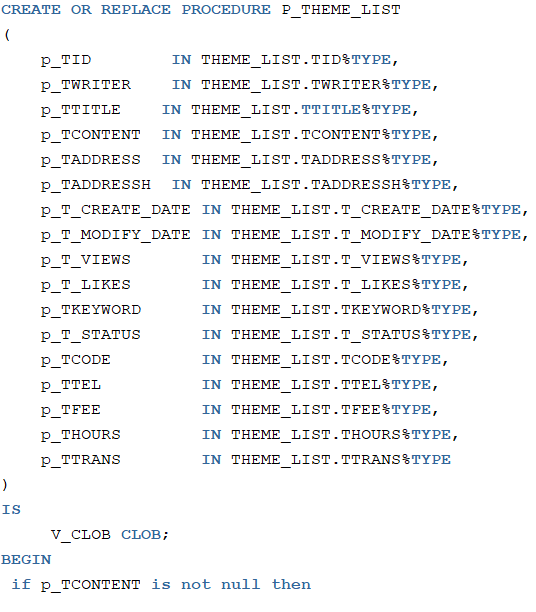 CREATE OR REPLACE PROCEDURE P_THEME_LIST
(
    p_TID        IN THEME_LIST.TID%TYPE,
    p_TWRITER    IN THEME_LIST.TWRITER%TYPE,
    p_TTITLE    IN THEME_LIST.TTITLE%TYPE,
    p_TCONTENT  IN THEME_LIST.TCONTENT%TYPE,
    p_TADDRESS  IN THEME_LIST.TADDRESS%TYPE,
    p_TADDRESSH  IN THEME_LIST.TADDRESSH%TYPE,
    p_T_CREATE_DATE IN THEME_LIST.T_CREATE_DATE%TYPE,
    p_T_MODIFY_DATE IN THEME_LIST.T_MODIFY_DATE%TYPE,
    p_T_VIEWS       IN THEME_LIST.T_VIEWS%TYPE,
    p_T_LIKES       IN THEME_LIST.T_LIKES%TYPE,
    p_TKEYWORD      IN THEME_LIST.TKEYWORD%TYPE,
    p_T_STATUS      IN THEME_LIST.T_STATUS%TYPE,
    p_TCODE         IN THEME_LIST.TCODE%TYPE,
    p_TTEL          IN THEME_LIST.TTEL%TYPE,
    p_TFEE          IN THEME_LIST.TFEE%TYPE,
    p_THOURS        IN THEME_LIST.THOURS%TYPE,
    p_TTRANS        IN THEME_LIST.TTRANS%TYPE
)
IS
     V_CLOB CLOB;
BEGIN
 if p_TCONTENT is not null then